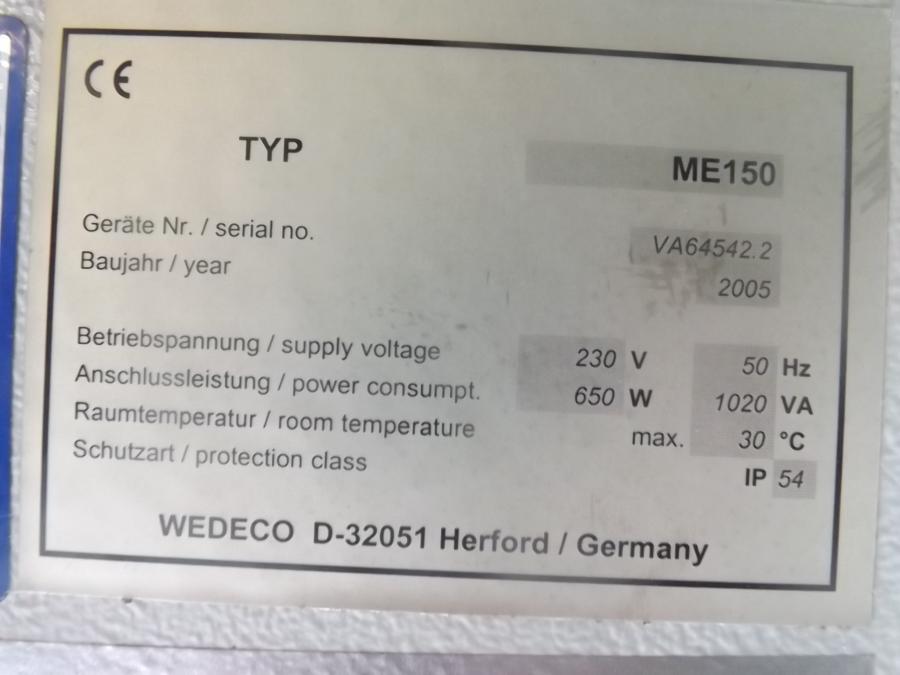 CE
TYP ME150
Geräte Nr. / serial no. VA64542.2
Baujahr / year 2005
Betriebspannung / supply voltage 230 V 50 Hz
Anschlussleistung / power consumpt. 650 W 1020 VA
Raumtemperatur / room temperature max. 30 °C
Schutzart / protection class IP 54
WEDECO D-32051 Herford / Germany